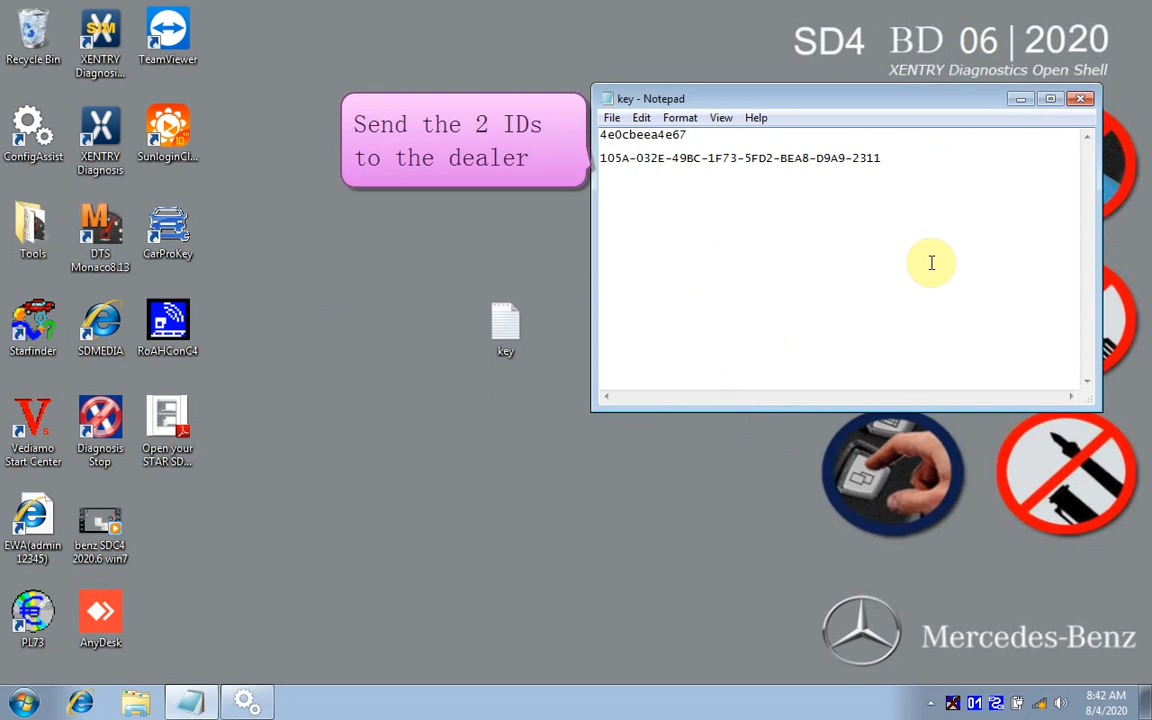 SD4 BD 06 | 2020
XENTRY Diagnostics Open Shell
Recycle Bin
XENTRY Diagnosi...
TeamViewer
ConfigAssist
XENTRY Diagnosis
SunloginCl...
Tools
DTS Monaco8.13
CarProKey
Starfinder
SDMEDIA
RoAHConC4
Vediamo Start Center
Diagnosis Stop
Open your STAR SD...
EWA(admin 12345)
benz SDC4 2020.6 win7
PL73
AnyDesk
Send the 2 IDs
to the dealer
key
key - Notepad
File Edit Format View Help
4e0cbeea4e67
105A-032E-49BC-1F73-5FD2-BEA8-D9A9-2311
Mercedes-Benz
8:42 AM
8/4/2020